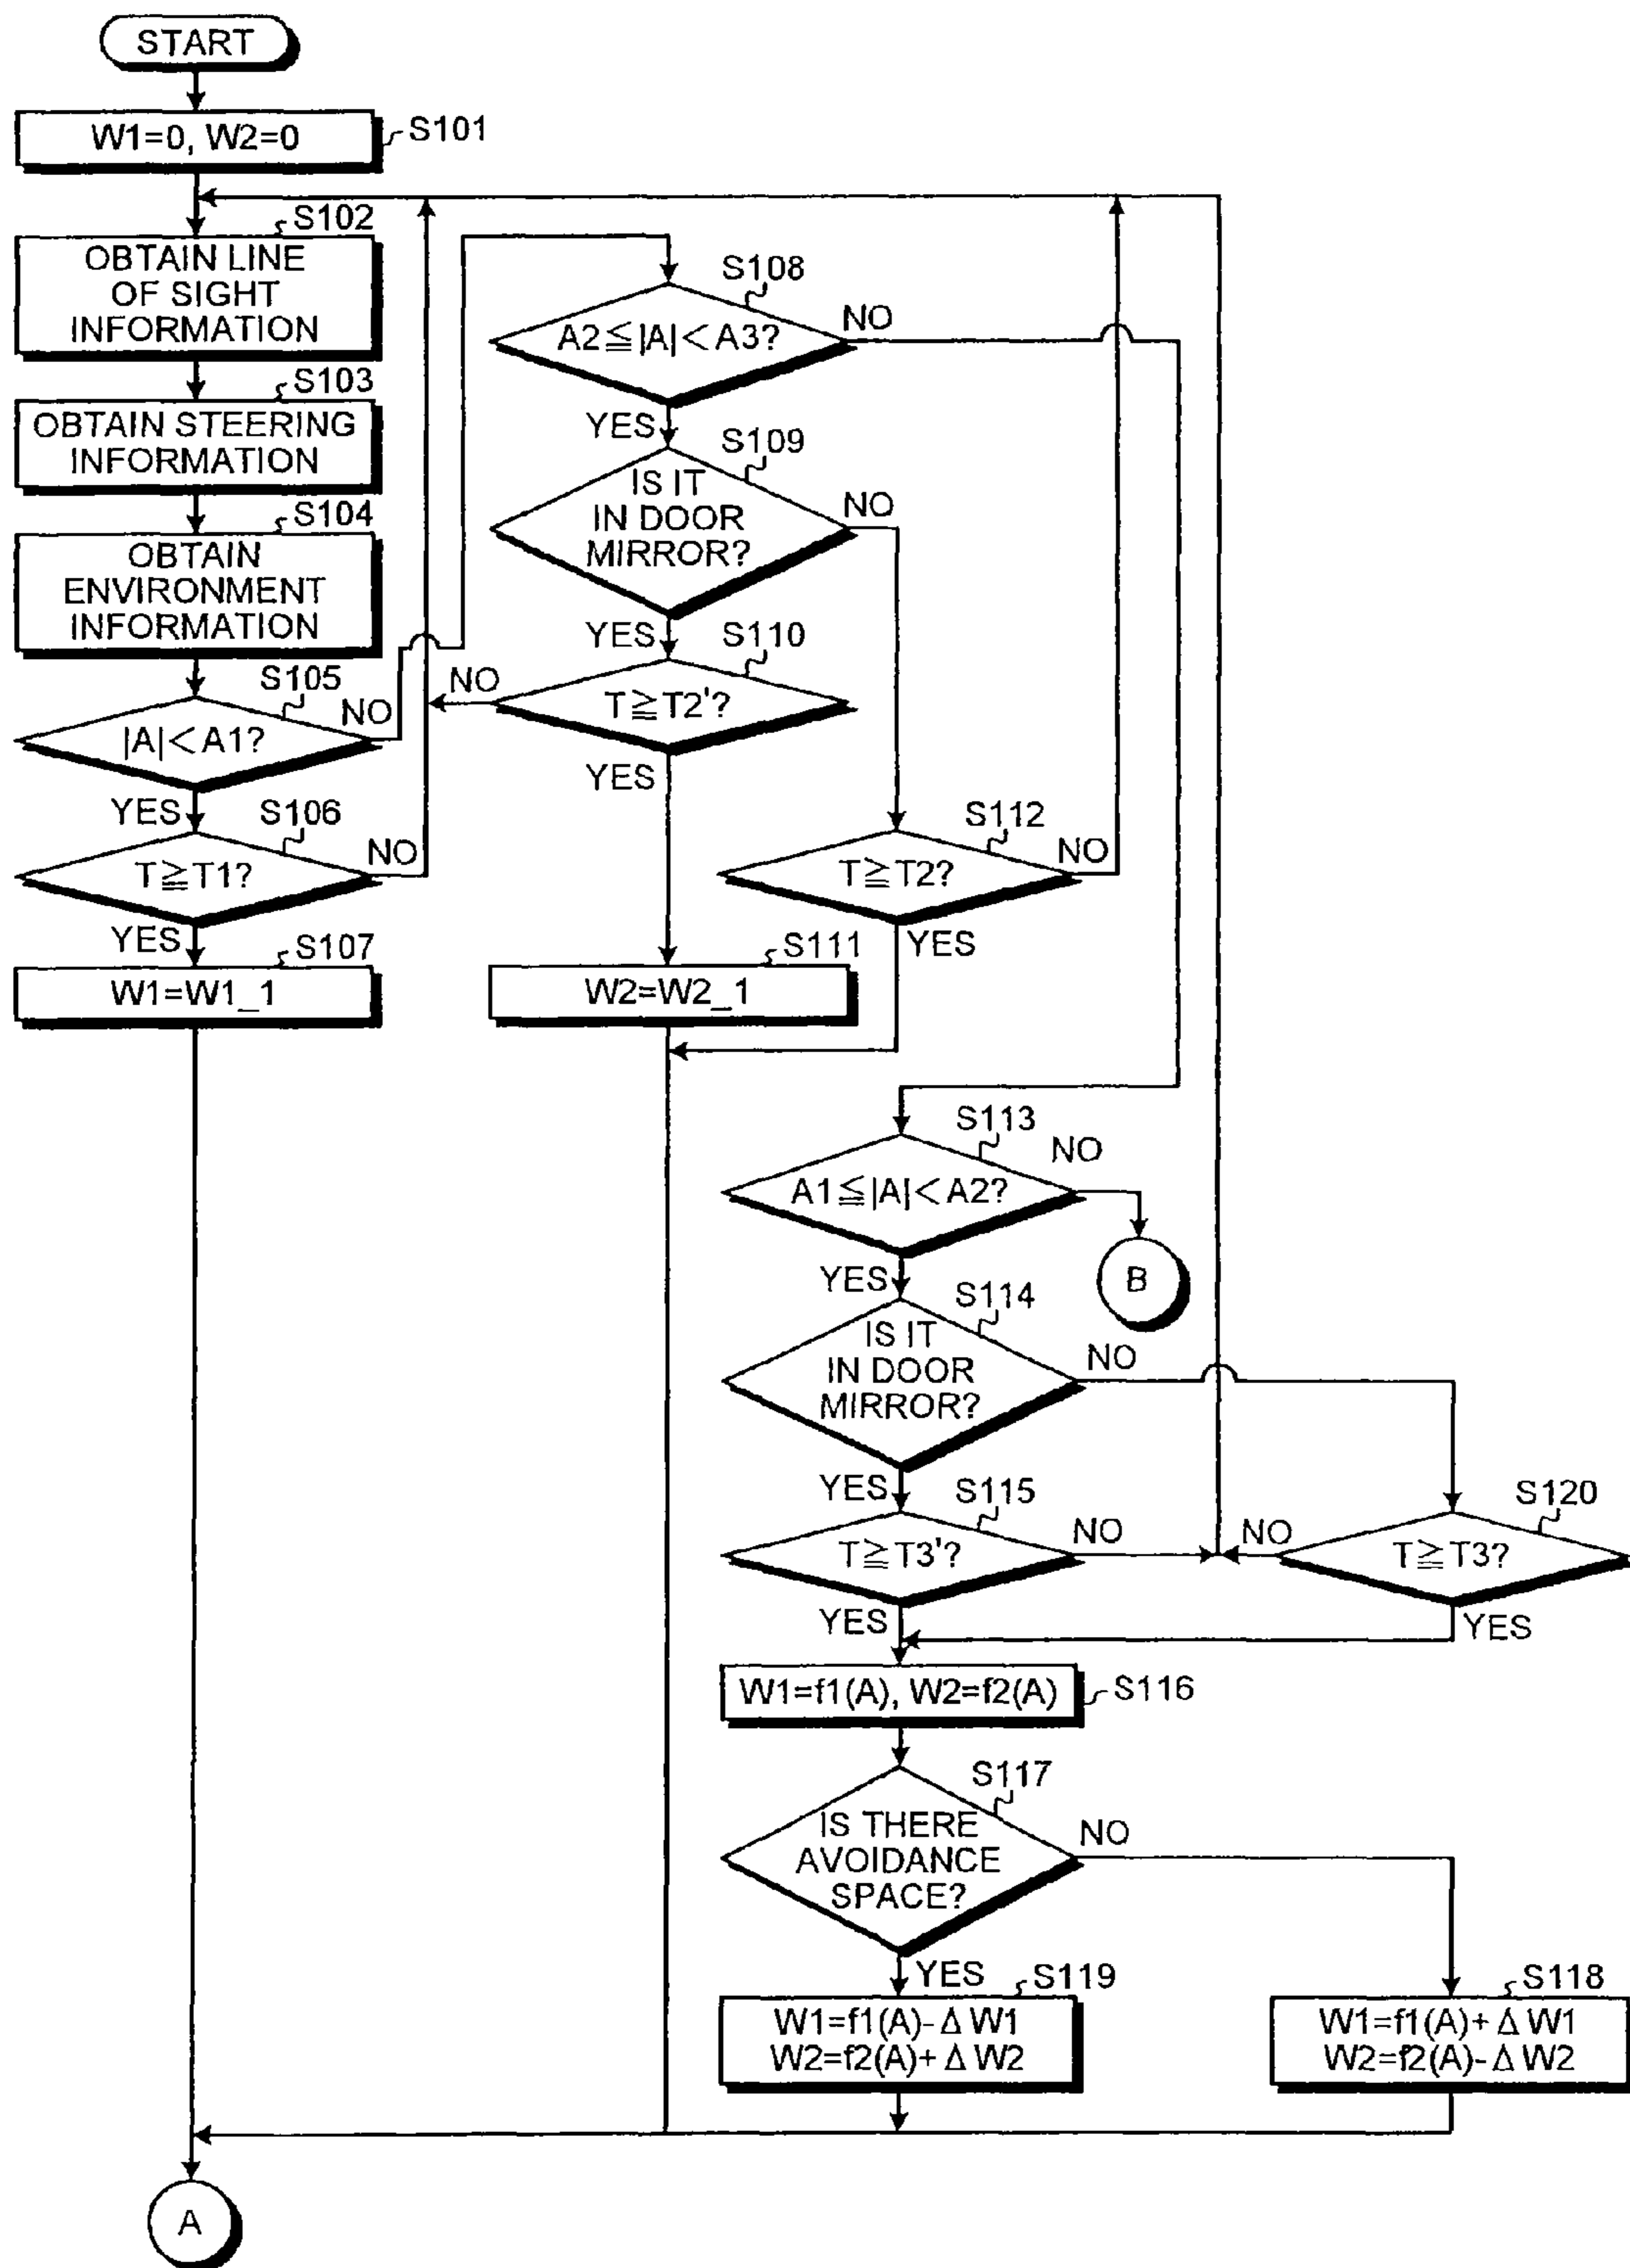 START
W1=0, W2=0
S101
S102
OBTAIN LINE
OF SIGHT
INFORMATION
S103
OBTAIN STEERING
INFORMATION
S104
OBTAIN
ENVIRONMENT
INFORMATION
S105
|A|<A1?
NO
YES
S106
T≧T1?
NO
YES
S107
W1=W1_1
S108
A2≦|A|<A3?
NO
YES
S109
IS IT
IN DOOR
MIRROR?
NO
YES
S110
T≧T2'?
NO
YES
S112
T≧T2?
NO
YES
S111
W2=W2_1
S113
A1≦|A|<A2?
NO
B
YES
S114
IS IT
IN DOOR
MIRROR?
NO
YES
S115
T≧T3'?
NO
YES
S120
T≧T3?
NO
YES
W1=f1(A), W2=f2(A)
S116
S117
IS THERE
AVOIDANCE
SPACE?
NO
YES
S119
W1=f1(A)-ΔW1
W2=f2(A)+ΔW2
S118
W1=f1(A)+ΔW1
W2=f2(A)-ΔW2
A